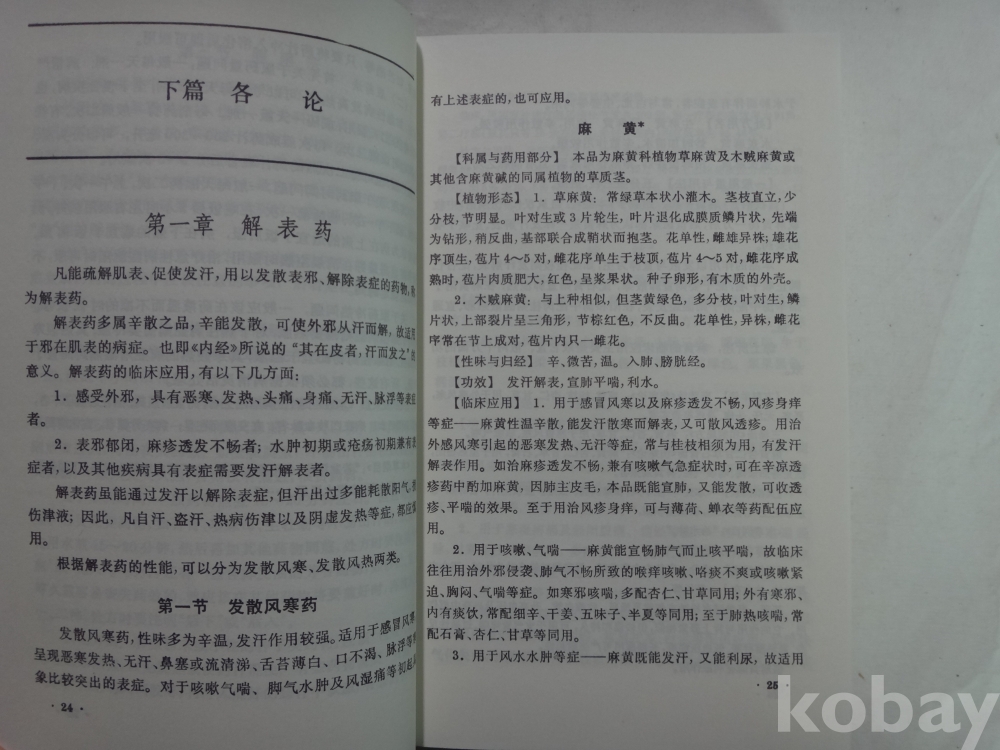 下篇 各 论
第一章 解表药
凡能疏解肌表、促使发汗,用以发散表邪、解除表症的药物,
为解表药。
解表药多属辛散之品,辛能发散,可使外邪从汗而解,故适
于邪在肌表的病症。也即《内经》所说的“其在皮者,汗而发之”
意义。解表药的临床应用,有以下几方面:
1.感受外邪,具有恶寒、发热、头痛、身痛、无汗、脉浮等表
者。
2.表邪郁闭,麻疹透发不畅者;水肿初期或疮疡初期兼有
症者,以及其他疾病具有表症需要发汗解表者。
解表药虽能通过发汗以解除表症,但汗出过多能耗散阳气,
伤津液;因此,凡自汗、盗汗、热病伤津以及阴虚发热等症,都应
用。
根据解表药的性能,可以分为发散风寒、发散风热两类。
第一节 发散风寒药
发散风寒药,性味多为辛温,发汗作用较强。适用于感冒风寒
呈现恶寒发热、无汗、鼻塞或流清涕、舌苔薄白、口不渴、脉浮等
象比较突出的表症。对于咳嗽气喘、脚气水肿及风湿痛等初起
· 24 ·
有上述表症的,也可应用。
麻 黄*
【科属与药用部分】 本品为麻黄科植物草麻黄及木贼麻黄或
其他含麻黄碱的同属植物的草质茎。
【植物形态】 1.草麻黄:常绿草本状小灌木。茎枝直立,少
分枝,节明显。叶对生或3片轮生,叶片退化成膜质鳞片状,先端
为钻形,稍反曲,基部联合成鞘状而抱茎。花单性,雌雄异株;雄花
序顶生,苞片4~5对,雌花序单生于枝顶,苞片4~5对,雌花序成
熟时,苞片肉质肥大,红色,呈浆果状。种子卵形,有木质的外壳。
2.木贼麻黄:与上种相似,但茎黄绿色,多分枝,叶对生,鳞
片状,上部裂片呈三角形,节棕红色,不反曲。花单性,异株,雌花
序常在节上成对,苞片内只一雌花。
【性味与归经】 辛、微苦,温。入肺、膀胱经。
【功效】 发汗解表,宣肺平喘,利水。
【临床应用】 1.用于感冒风寒以及麻疹透发不畅,风疹身痒
等症——麻黄性温辛散,能发汗散寒而解表,又可散风透疹。用治
外感风寒引起的恶寒发热、无汗等症,常与桂枝相须为用,有发汗
解表作用。如治麻疹透发不畅,兼有咳嗽气急症状时,可在辛凉透
疹药中酌加麻黄,因肺主皮毛,本品既能宣肺,又能发散,可收透
疹、平喘的效果。至于用治风疹身痒,可与薄荷、蝉衣等药配伍应
用。
2.用于咳嗽、气喘——麻黄能宣畅肺气而止咳平喘,故临床
往往用治外邪侵袭、肺气不畅所致的喉痒咳嗽、咯痰不爽或咳嗽紧
迫、胸闷、气喘等症。如寒邪咳喘,多配杏仁、甘草同用;外有寒邪、
内有痰饮,常配细辛、干姜、五味子、半夏等同用;至于肺热咳喘,常
配石膏、杏仁、甘草等同用。
3.用于风水水肿等症——麻黄既能发汗,又能利尿,故适用
· 25 ·
kobay